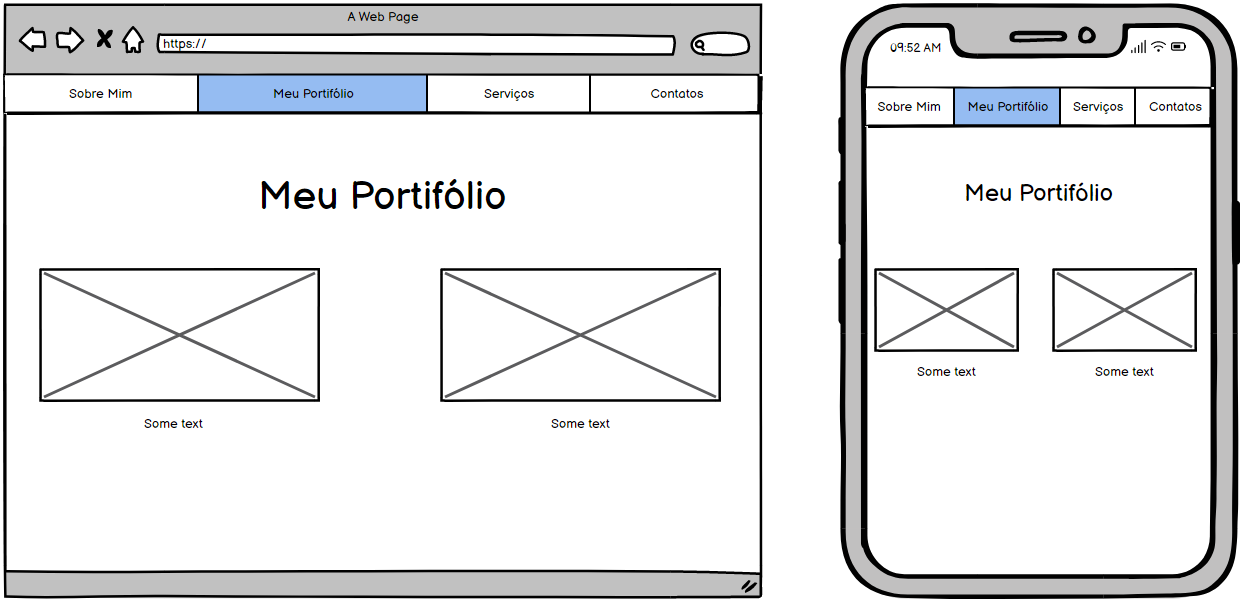 A Web Page
https://
Sobre Mim Meu Portifólio Serviços Contatos
Meu Portifólio
Some text Some text
09:52 AM
Sobre Mim Meu Portifólio Serviços Contatos
Meu Portifólio
Some text Some text